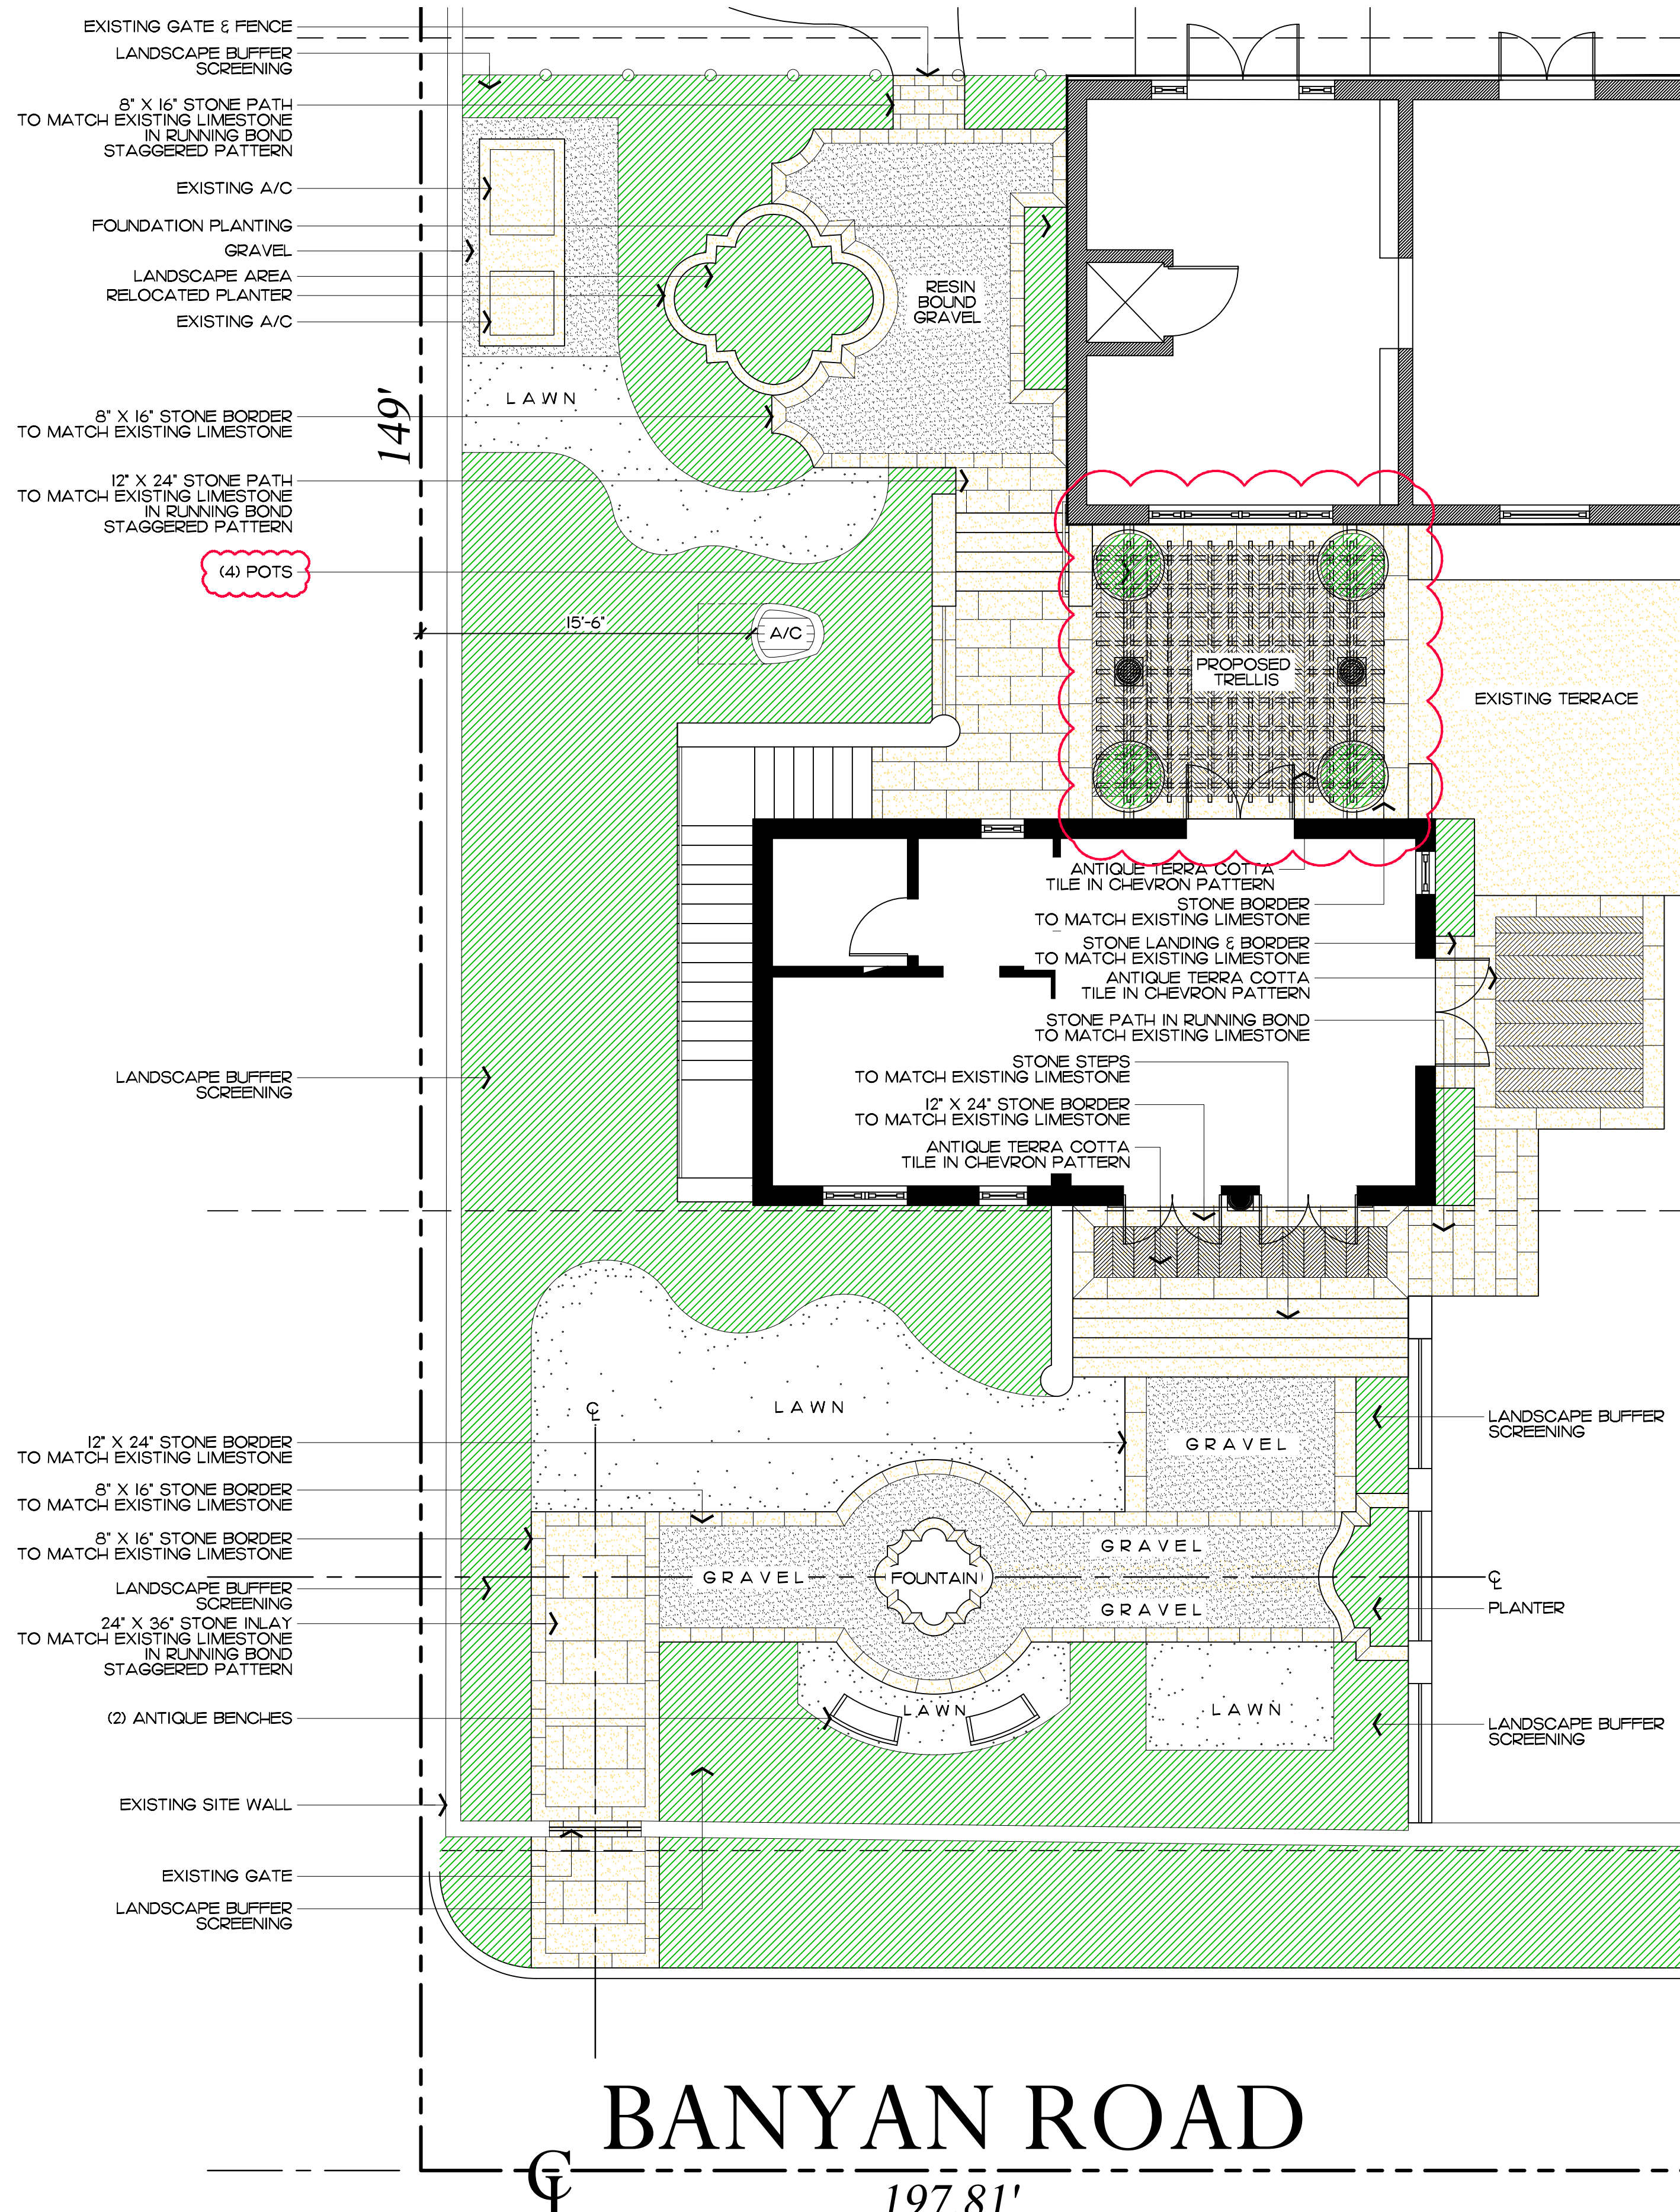 EXISTING GATE & FENCE
LANDSCAPE BUFFER
SCREENING
8" X 16" STONE PATH
TO MATCH EXISTING LIMESTONE
IN RUNNING BOND
STAGGERED PATTERN
EXISTING A/C
FOUNDATION PLANTING
GRAVEL
LANDSCAPE AREA
RELOCATED PLANTER
EXISTING A/C
RESIN
BOUND
GRAVEL
LAWN
149'
8" X 16" STONE BORDER
TO MATCH EXISTING LIMESTONE
12" X 24" STONE PATH
TO MATCH EXISTING LIMESTONE
IN RUNNING BOND
STAGGERED PATTERN
(4) POTS
15'-6"
A/C
PROPOSED
TRELLIS
EXISTING TERRACE
ANTIQUE TERRA COTTA
TILE IN CHEVRON PATTERN
STONE BORDER
TO MATCH EXISTING LIMESTONE
STONE LANDING & BORDER
TO MATCH EXISTING LIMESTONE
ANTIQUE TERRA COTTA
TILE IN CHEVRON PATTERN
STONE PATH IN RUNNING BOND
TO MATCH EXISTING LIMESTONE
STONE STEPS
TO MATCH EXISTING LIMESTONE
12" X 24" STONE BORDER
TO MATCH EXISTING LIMESTONE
ANTIQUE TERRA COTTA
TILE IN CHEVRON PATTERN
LANDSCAPE BUFFER
SCREENING
℄
LAWN
GRAVEL
LANDSCAPE BUFFER
SCREENING
12" X 24" STONE BORDER
TO MATCH EXISTING LIMESTONE
8" X 16" STONE BORDER
TO MATCH EXISTING LIMESTONE
8" X 16" STONE BORDER
TO MATCH EXISTING LIMESTONE
LANDSCAPE BUFFER
SCREENING
24" X 36" STONE INLAY
TO MATCH EXISTING LIMESTONE
IN RUNNING BOND
STAGGERED PATTERN
GRAVEL
FOUNTAIN
GRAVEL
GRAVEL
℄
PLANTER
(2) ANTIQUE BENCHES
LAWN
LAWN
LANDSCAPE BUFFER
SCREENING
EXISTING SITE WALL
EXISTING GATE
LANDSCAPE BUFFER
SCREENING
BANYAN ROAD
℄
197.81'